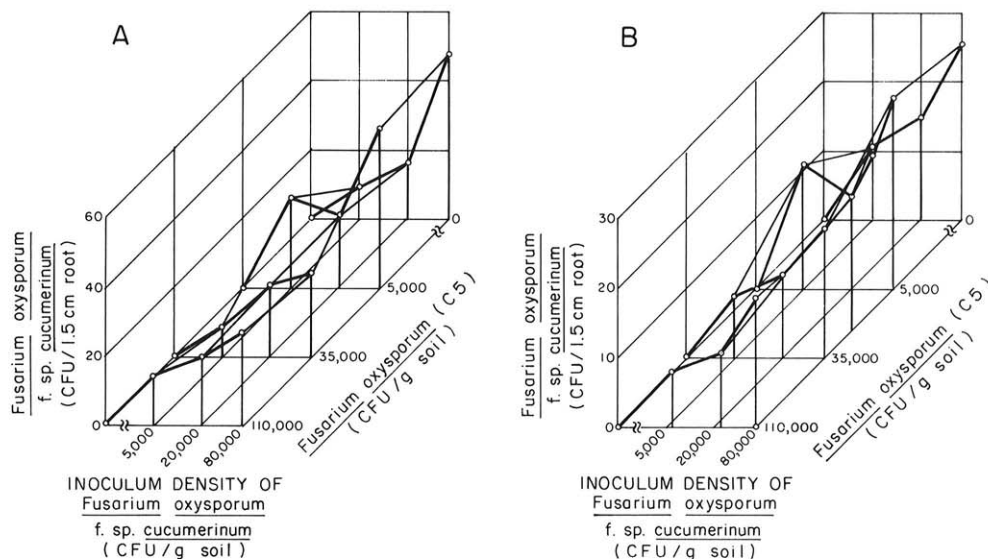 A
Fusarium oxysporum
f. sp. cucumerinum
(CFU/1.5 cm root)
60
40
20
0
5,000
20,000
80,000
110,000
35,000
5,000
0
Fusarium oxysporum (C5)
(CFU/g soil)
INOCULUM DENSITY OF
Fusarium oxysporum
f. sp. cucumerinum
(CFU/g soil)
B
Fusarium oxysporum
f. sp. cucumerinum
(CFU/1.5cm root)
30
20
10
0
5,000
20,000
80,000
110,000
35,000
5,000
0
Fusarium oxysporum (C5)
(CFU/g soil)
INOCULUM DENSITY OF
Fusarium oxysporum
f. sp. cucumerinum
(CFU/g soil)